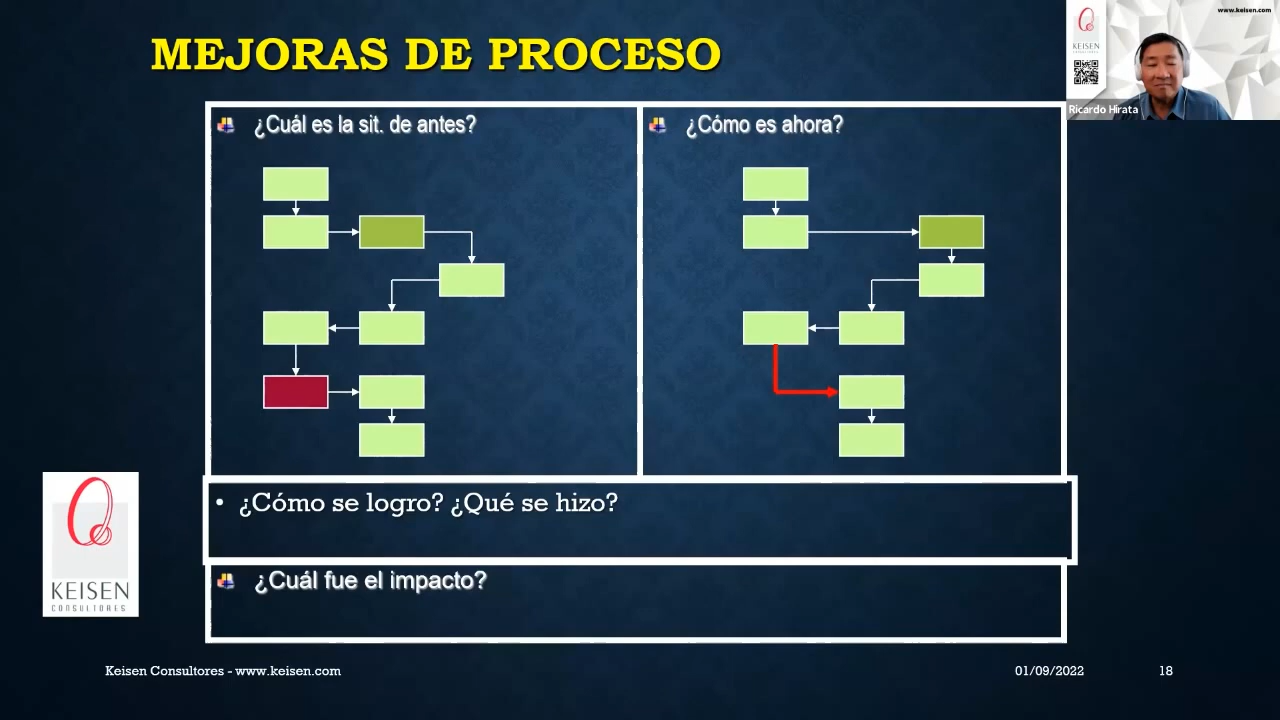 MEJORAS DE PROCESO
www.keisen.com
KEISEN
CONSULTORES
Ricardo Hirata
¿Cuál es la sit. de antes?
¿Cómo es ahora?
¿Cómo se logro? ¿Qué se hizo?
¿Cuál fue el impacto?
KEISEN
CONSULTORES
Keisen Consultores - www.keisen.com
01/09/2022
18